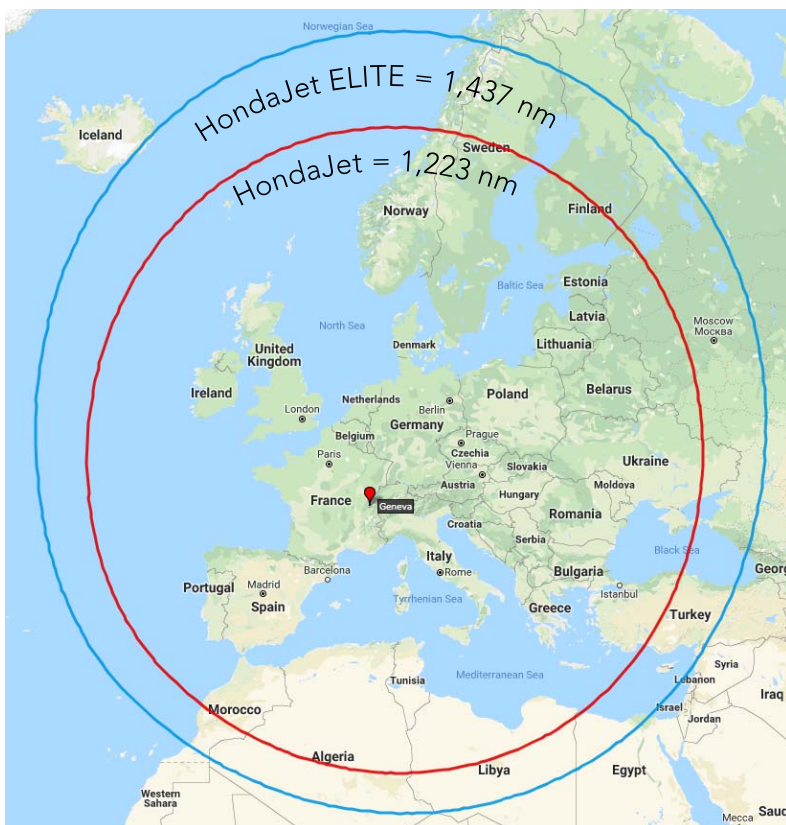 Norwegian Sea
HondaJet ELITE = 1,437 nm
Iceland
HondaJet = 1,223 nm
Sweden
Norway
Finland
Baltic Sea
Estonia
North Sea
Latvia
Moscow
Москва
Denmark
Lithuania
United
Kingdom
Ireland
Netherlands
Poland
Belarus
London
Berlin
Germany
Belgium
Prague
Paris
Czechia
Vienna
Slovakia
Ukraine
Austria
Moldova
France
Geneva
Hungary
Romania
Croatia
Serbia
Black Sea
Italy
Bulgaria
Georg
Barcelona
Rome
Portugal
Madrid
Istanbul
Spain
Tyrrhenian Sea
Greece
Turkey
Mediterranean Sea
Syria
Tunisia
Lebanon
Iraq
Morocco
Israel
Jordan
Algeria
Libya
Egypt
Western
Sahara
Saud
Mecca